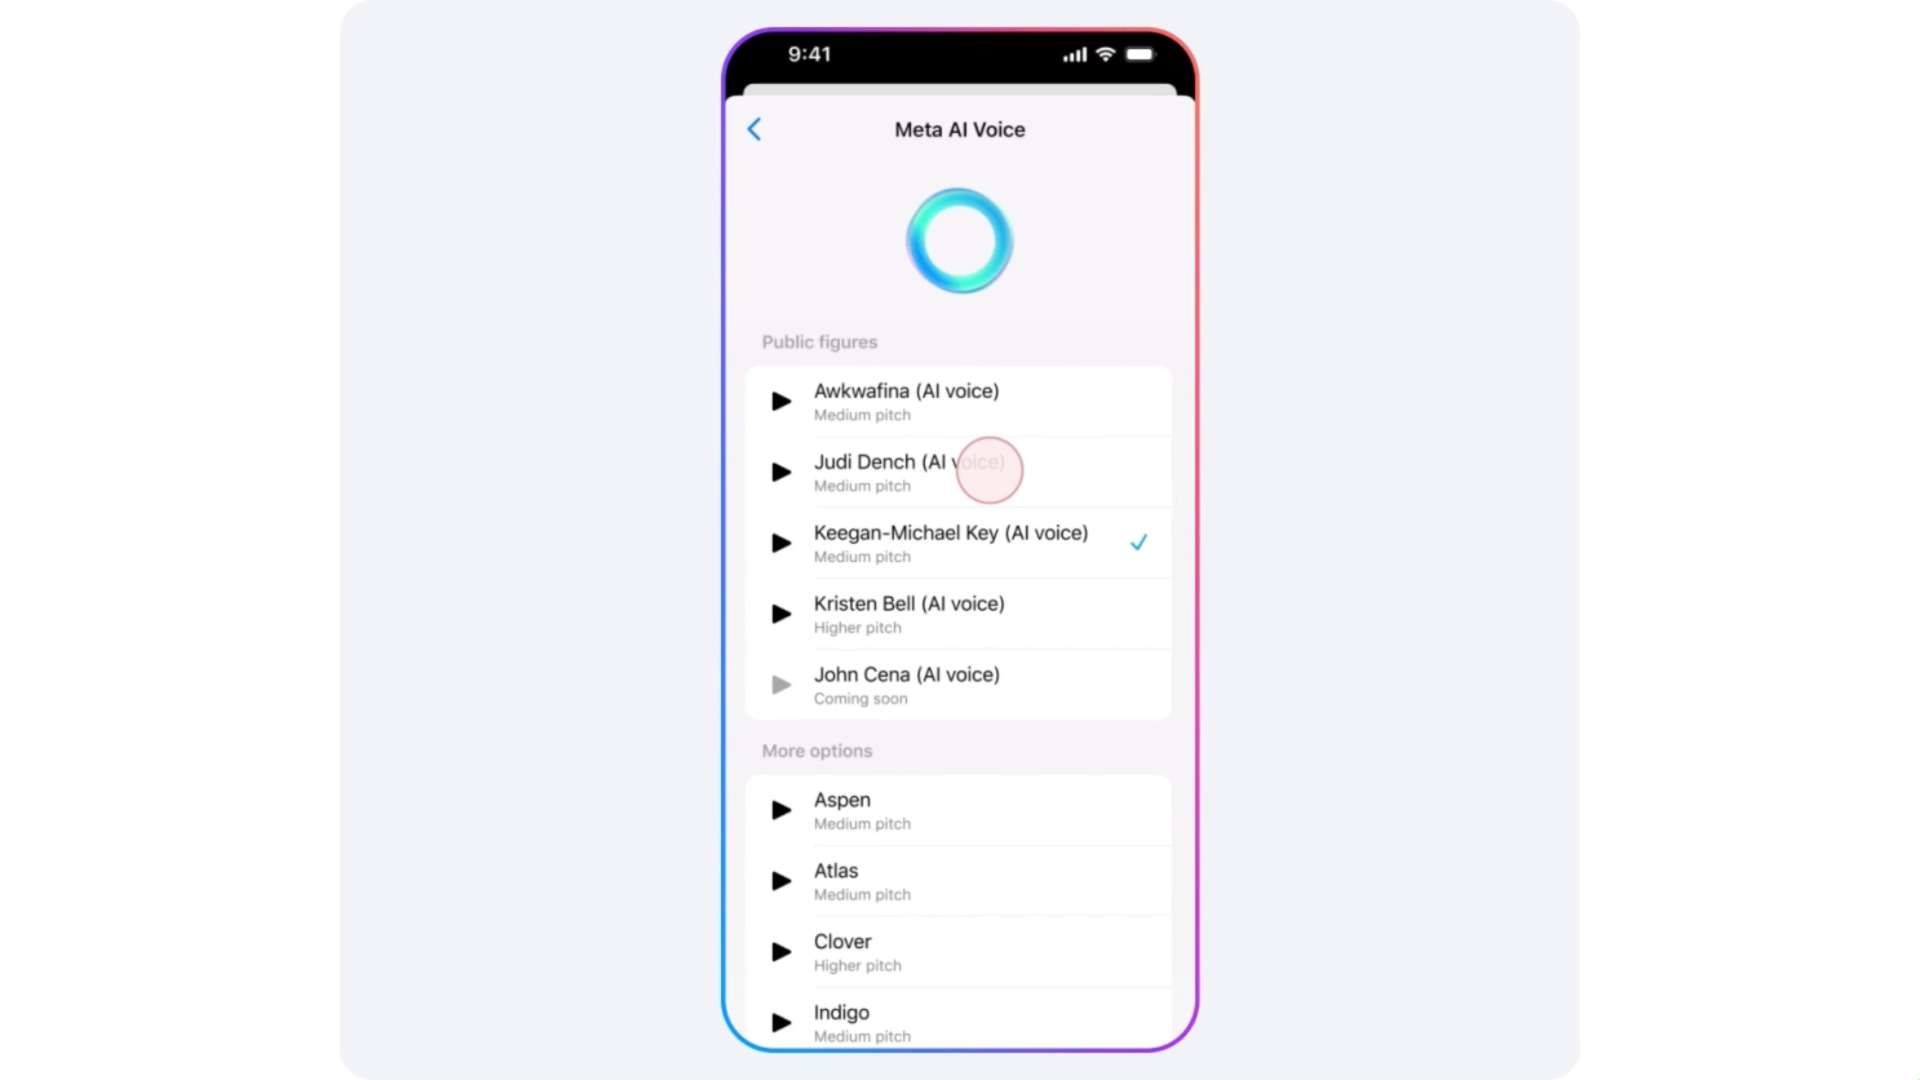 9:41
Meta AI Voice
Public figures
Awkwafina (AI voice)
Medium pitch
Judi Dench (AI voice)
Medium pitch
Keegan-Michael Key (AI voice)
Medium pitch
Kristen Bell (AI voice)
Higher pitch
John Cena (AI voice)
Coming soon
More options
Aspen
Medium pitch
Atlas
Medium pitch
Clover
Higher pitch
Indigo
Medium pitch